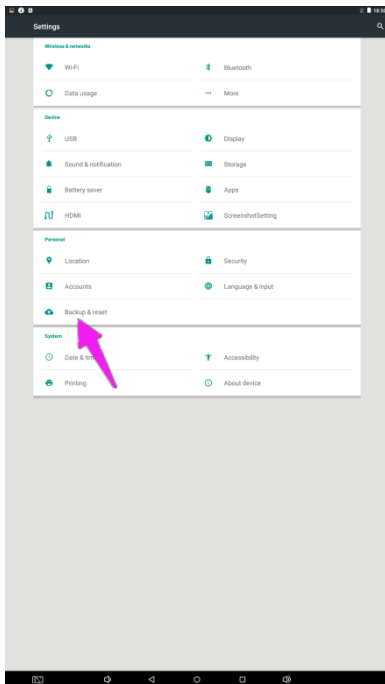 Settings
Wireless & networks
Wi-Fi
Bluetooth
Data usage
More
Device
USB
Display
Sound & notification
Storage
Battery saver
Apps
HDMI
ScreenshotSetting
Personal
Location
Security
Accounts
Language & input
Backup & reset
System
Date &
Accessibility
Printing
About device